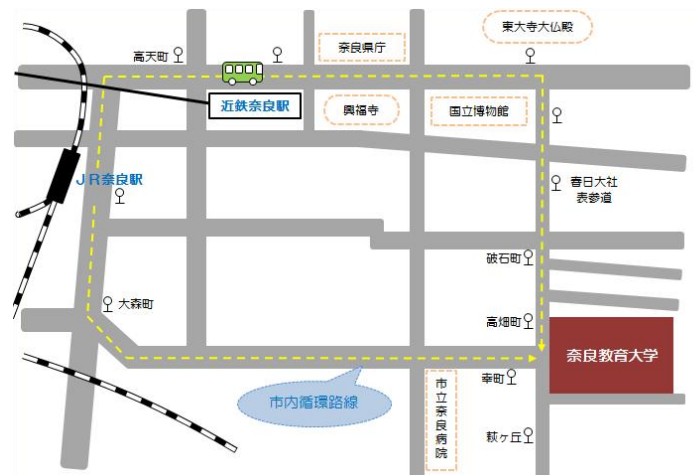 東大寺大仏殿
高天町
奈良県庁
近鉄奈良駅
興福寺
国立博物館
JR奈良駅
春日大社
表参道
破石町
大森町
高畑町
奈良教育大学
幸町
市内循環路線
市立奈良病院
萩ヶ丘